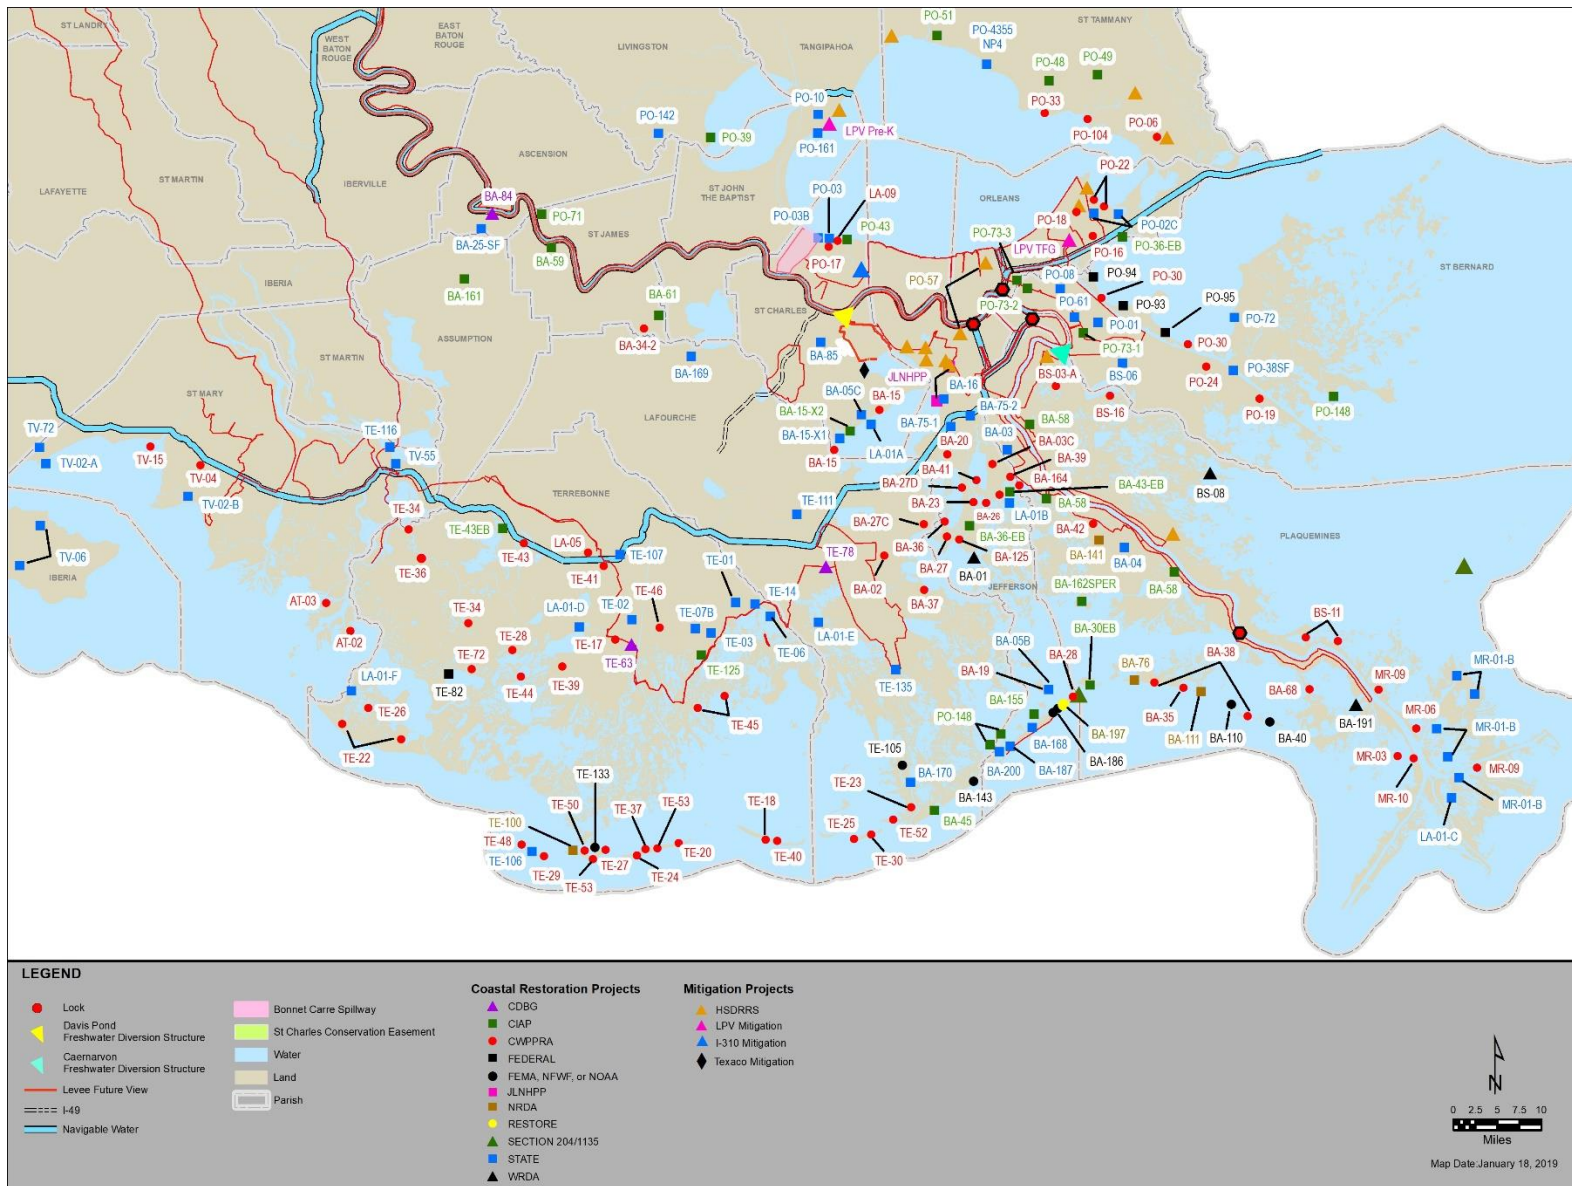 ST LANDRY
EAST
BATON
ROUGE
WEST
BATON
ROUGE
LIVINGSTON
TANGIPAHOA
PO-51
PO-4355
NP4
ST TAMMANY
PO-48
PO-49
PO-33
PO-104
PO-06
PO-10
LPV Pre-K
PO-161
PO-142
PO-39
ASCENSION
ST MARTIN
LAFAYETTE
IBERVILLE
BA-84
BA-25-SF
PO-71
BA-59
ST JAMES
ST JOHN
THE BAPTIST
PO-03
LA-09
PO-03B
PO-43
PO-17
ORLEANS
PO-22
PO-18
PO-02C
PO-73-3
LPV TFG
PO-16
PO-36-EB
ST BERNARD
IBERIA
BA-161
BA-61
PO-57
PO-08
PO-94
PO-30
PO-73-2
PO-61
PO-93
PO-95
PO-72
PO-01
ST CHARLES
ASSUMPTION
BA-34-2
BA-169
BA-85
PO-73-1
PO-30
BS-03-A
BS-06
PO-24
PO-38SF
ST MARTIN
JLNHPP
BA-16
BS-16
PO-19
PO-148
ST MARY
LAFOURCHE
BA-05C
BA-15
BA-15-X2
BA-75-2
BA-58
BA-75-1
BA-15-X1
LA-01A
BA-15
BA-20
BA-03
BA-03C
BA-39
TV-72
TV-02-A
TV-15
TV-04
TV-02-B
TE-116
TV-55
BA-41
BA-164
BA-27D
BA-43-EB
BS-08
TERREBONNE
TE-111
BA-23
BA-26
LA-01B
BA-58
TE-34
TE-43EB
TE-43
LA-05
BA-27C
BA-36
BA-36-EB
BA-42
BA-141
PLAQUEMINES
TV-06
IBERIA
TE-36
TE-41
TE-107
TE-01
TE-78
BA-27
BA-125
BA-01
BA-04
BA-02
BA-58
JEFFERSON
BA-162SPER
AT-03
AT-02
TE-34
LA-01-D
TE-02
TE-46
TE-07B
TE-14
BA-37
BS-11
TE-28
TE-17
TE-03
TE-06
LA-01-E
BA-30EB
BA-05B
TE-72
TE-63
TE-125
TE-135
BA-19
BA-28
BA-76
BA-38
MR-01-B
LA-01-F
TE-82
TE-44
TE-39
TE-45
BA-155
BA-68
MR-09
TE-26
PO-148
BA-168
BA-197
BA-35
BA-111
BA-110
BA-40
BA-191
MR-06
MR-01-B
TE-22
TE-105
BA-170
BA-200
BA-187
BA-186
MR-03
MR-09
MR-10
MR-01-B
LA-01-C
TE-133
TE-23
BA-143
TE-50
TE-37
TE-53
TE-18
TE-100
TE-48
TE-106
TE-25
TE-52
BA-45
TE-29
TE-53
TE-27
TE-24
TE-20
TE-40
TE-30
LEGEND
Lock
Davis Pond
Freshwater Diversion Structure
Caernarvon
Freshwater Diversion Structure
Levee Future View
I-49
Navigable Water
Bonnet Carre Spillway
St Charles Conservation Easement
Water
Land
Parish
Coastal Restoration Projects
CDBG
CIAP
CWPPRA
FEDERAL
FEMA, NFWF, or NOAA
JLNHPP
NRDA
RESTORE
SECTION 204/1135
STATE
WRDA
Mitigation Projects
HSDRRS
LPV Mitigation
I-310 Mitigation
Texaco Mitigation
N
0 2.5 5 7.5 10
Miles
Map Date:January 18, 2019